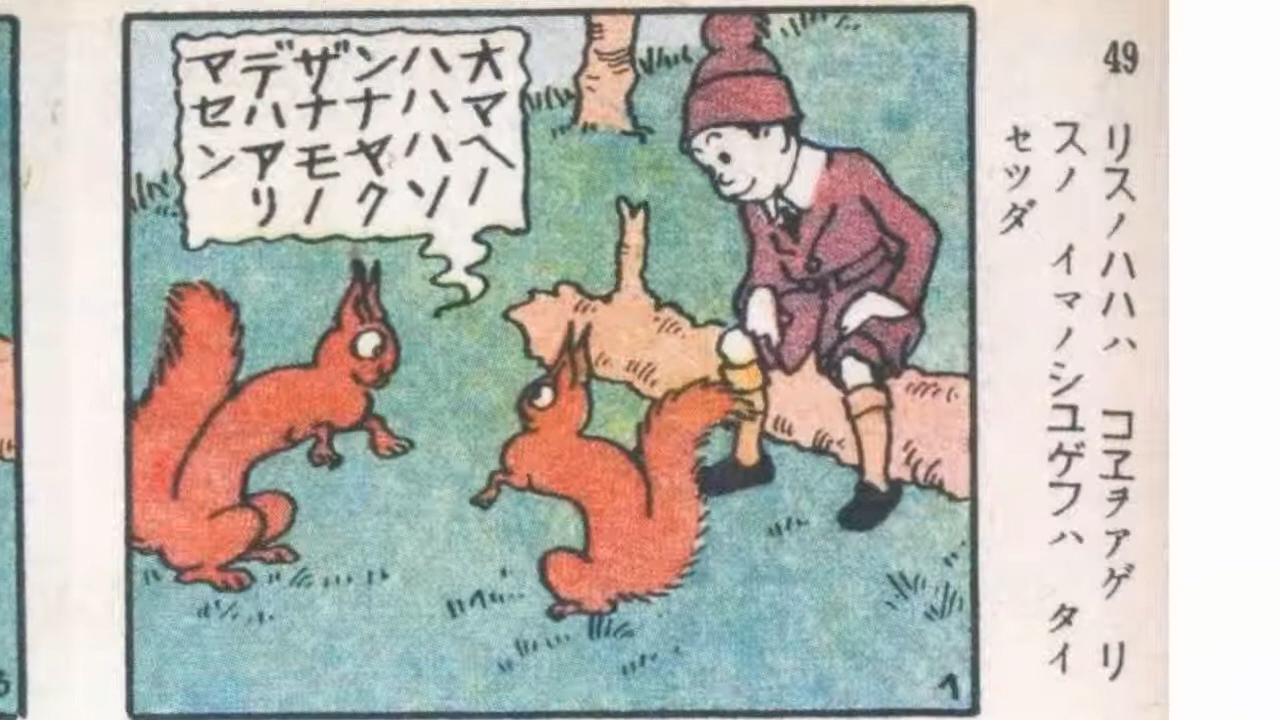 49
リスノハハハ コヱヲアゲ リ
スノ イマノシユゲフハ タイ
セツダ
オマヘノ
ハハハソ
ンナヤク
ザナモノ
デハアリ
マセン
1